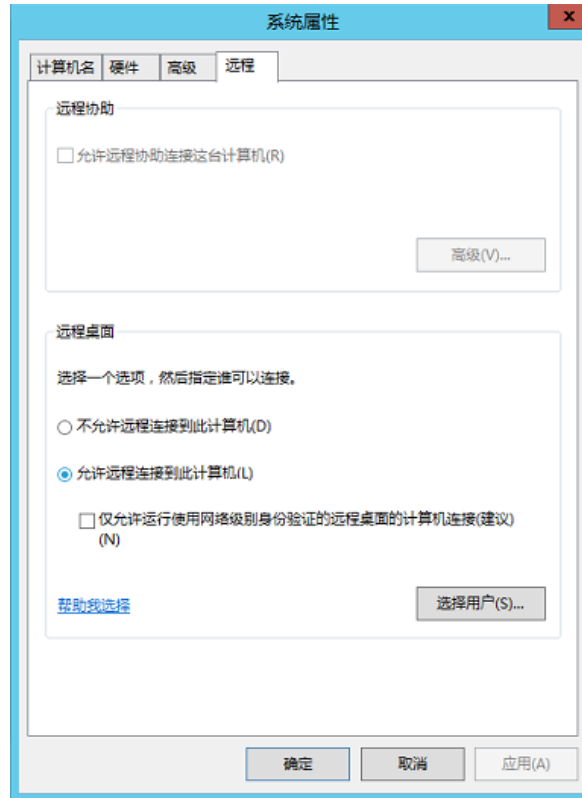 系统属性
x
计算机名 硬件 高级 远程
远程协助
允许远程协助连接这台计算机(R)
高级(V)...
远程桌面
选择一个选项，然后指定谁可以连接。
不允许远程连接到此计算机(D)
允许远程连接到此计算机(L)
仅允许运行使用网络级别身份验证的远程桌面的计算机连接(建议)
(N)
帮助我选择 选择用户(S)...
确定 取消 应用(A)